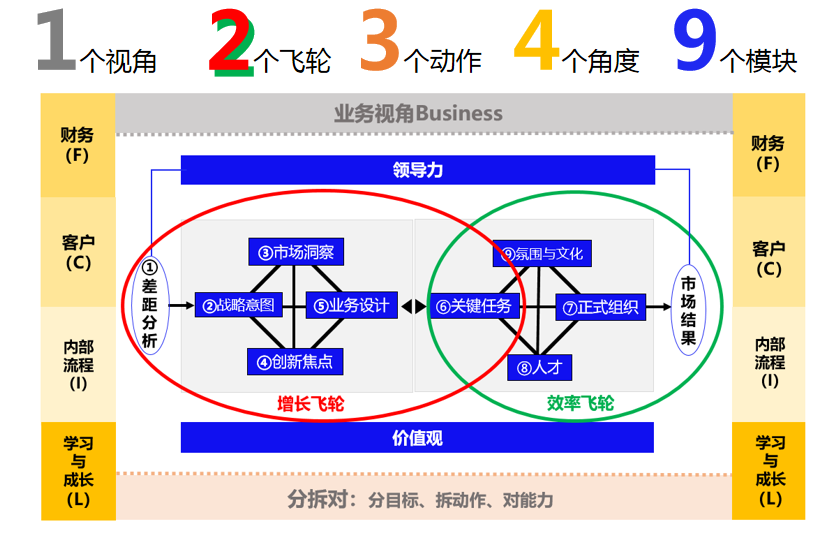 1个视角 2个飞轮 3个动作 4个角度 9个模块
业务视角Business
财务
(F)
客户
(C)
内部
流程
(I)
学习
与
成长
(L)
领导力
①
差
距
分
析
③市场洞察
②战略意图
⑤业务设计
④创新焦点
增长飞轮
⑨氛围与文化
⑥关键任务
⑦正式组织
⑧人才
效率飞轮
市
场
结
果
价值观
分拆对：分目标、拆动作、对能力
财务
(F)
客户
(C)
内部
流程
(I)
学习
与
成长
(L)